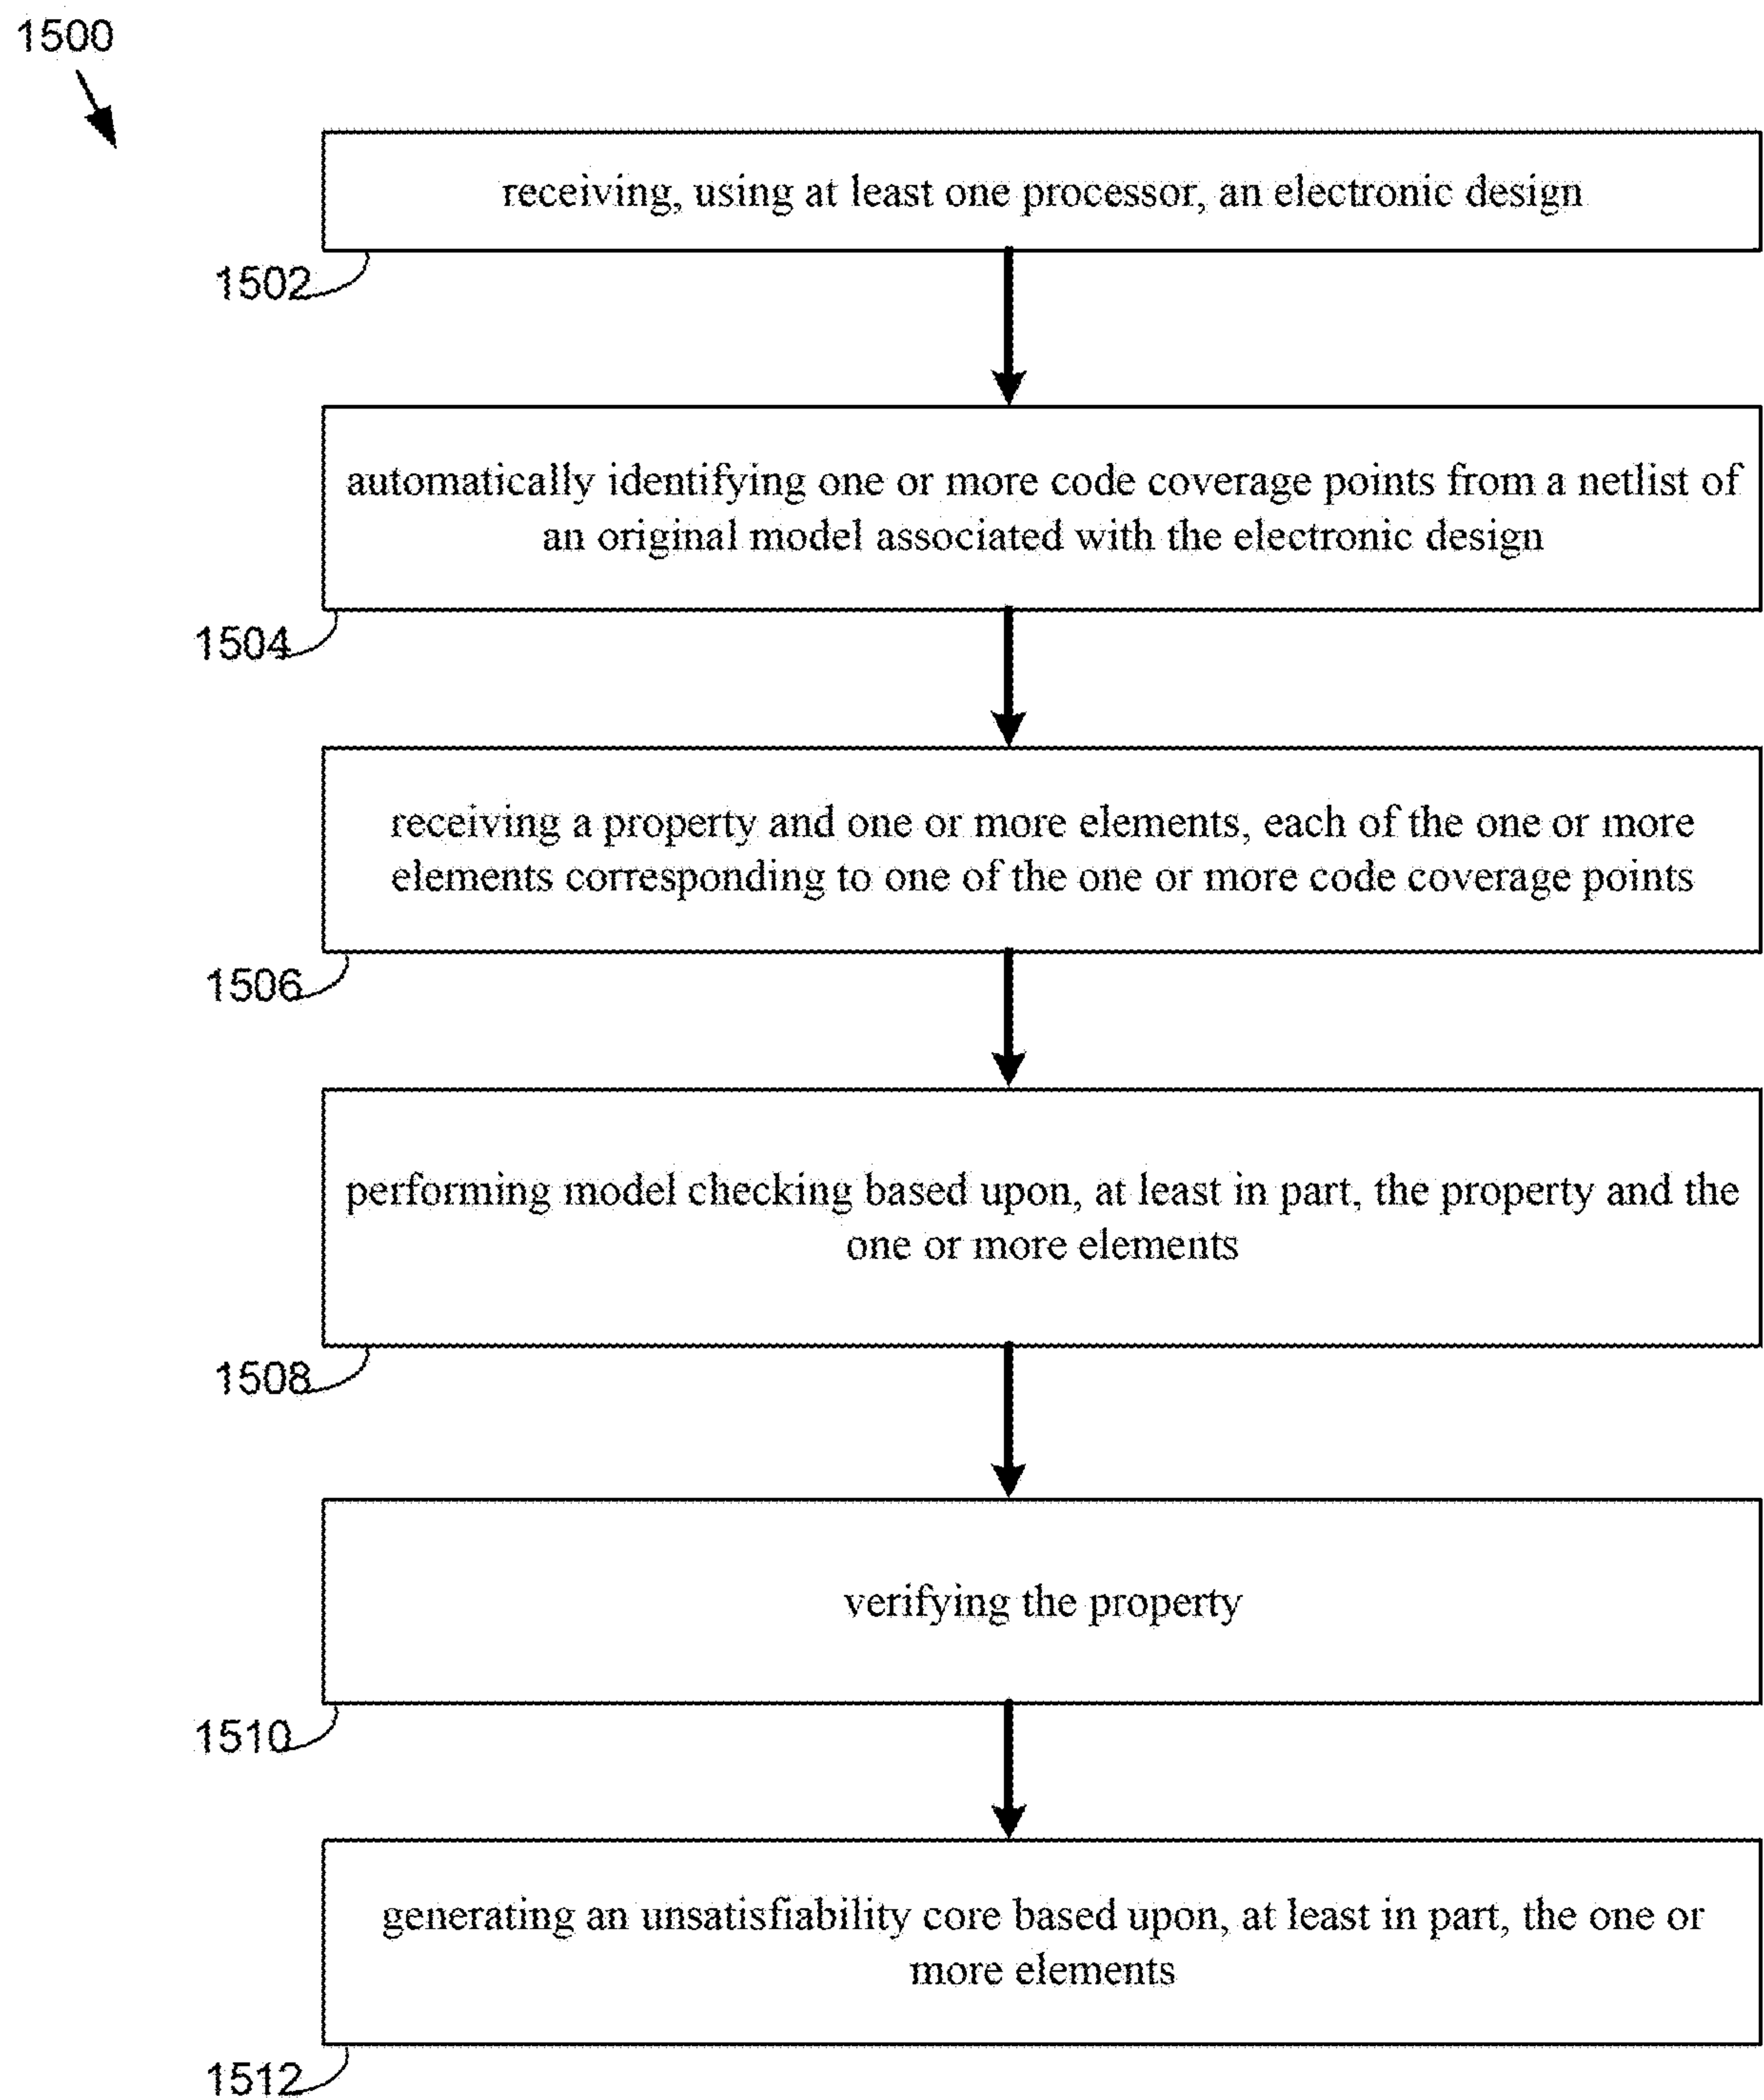 1500
receiving, using at least one processor, an electronic design
1502
automatically identifying one or more code coverage points from a netlist of
an original model associated with the electronic design
1504
receiving a property and one or more elements, each of the one or more
elements corresponding to one of the one or more code coverage points
1506
performing model checking based upon, at least in part, the property and the
one or more elements
1508
verifying the property
1510
generating an unsatisfiability core based upon, at least in part, the one or
more elements
1512